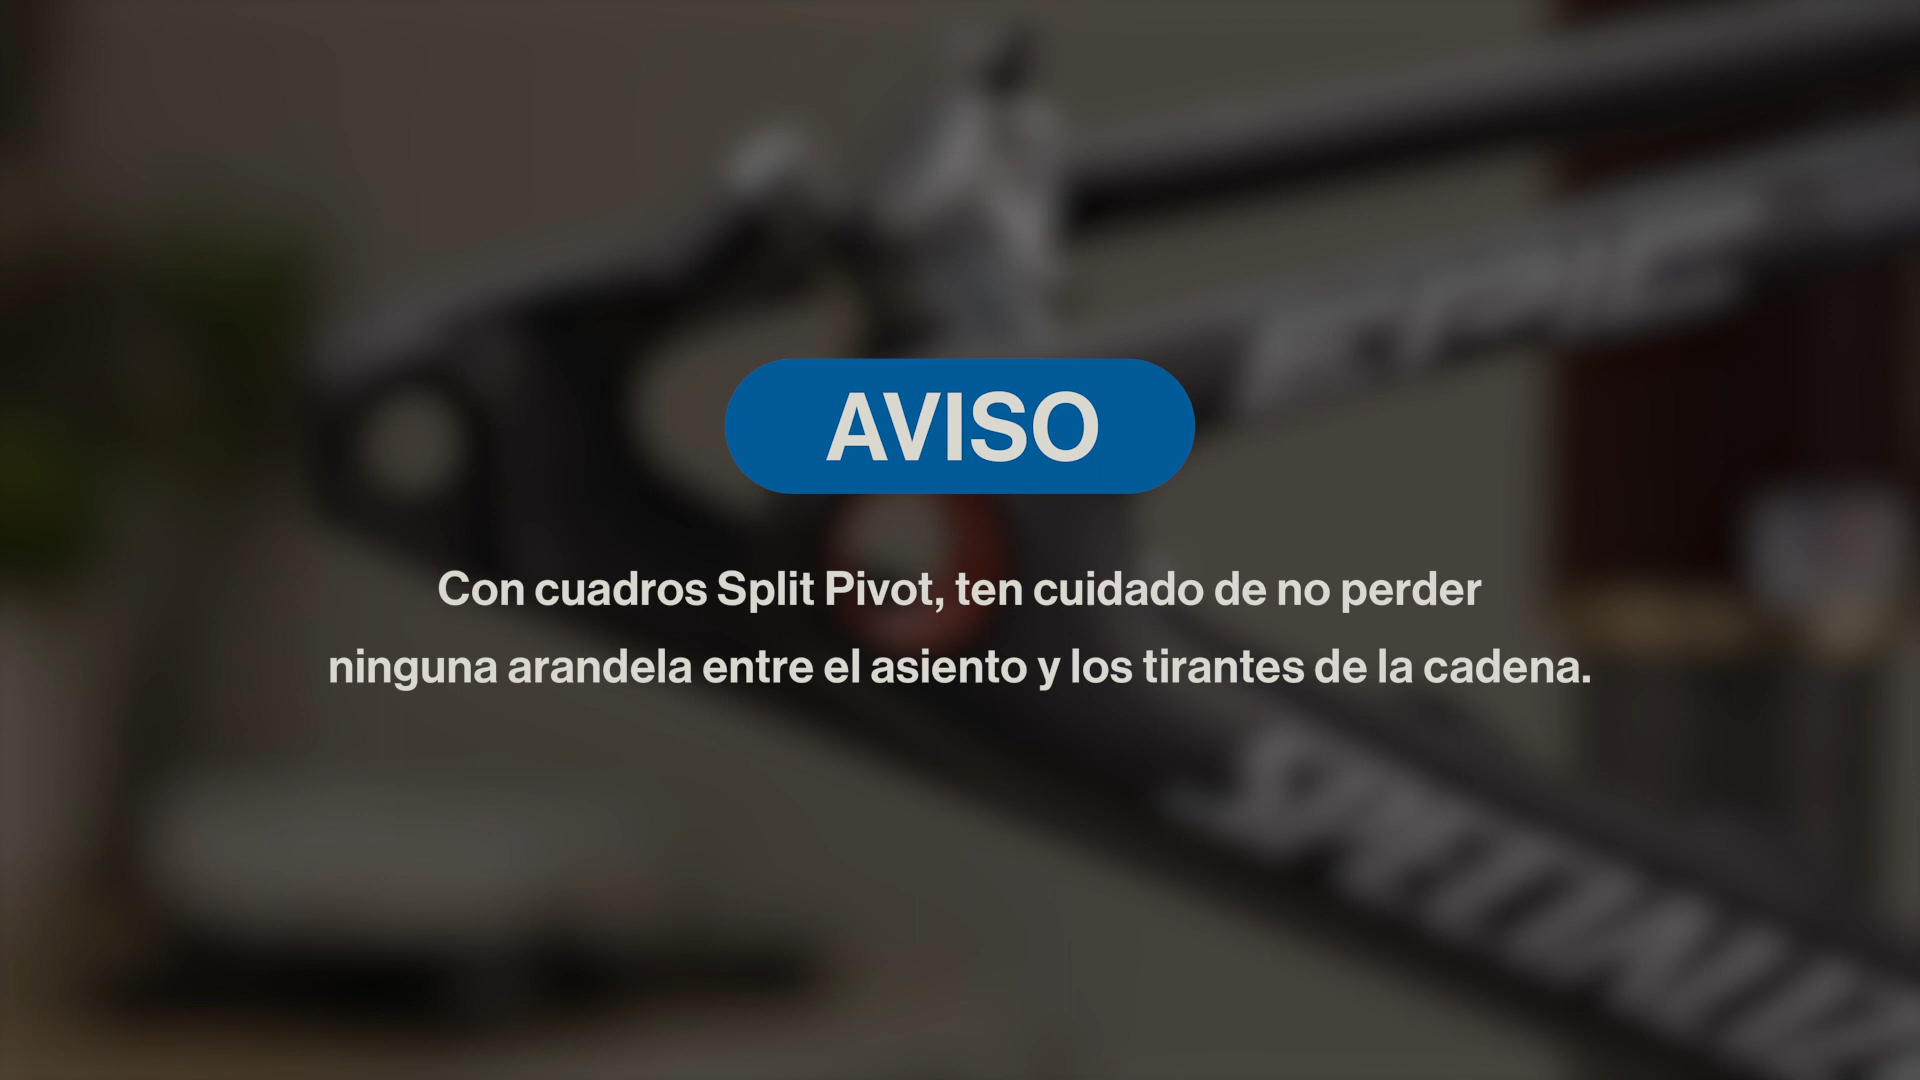 EPIC
AVISO
Con cuadros Split Pivot, ten cuidado de no perder
ninguna arandela entre el asiento y los tirantes de la cadena.